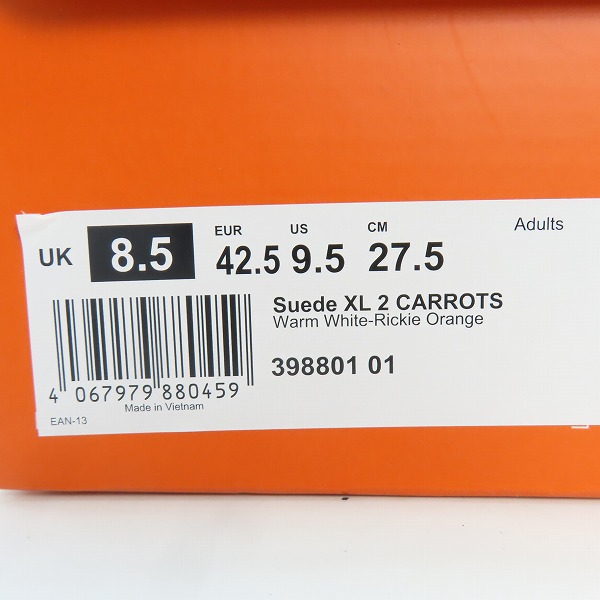 Adults
EUR US CM
UK 8.5 42.5 9.5 27.5
Suede XL 2 CARROTS
Warm White-Rickie Orange
398801 01
4 067979 880459
Made in Vietnam
EAN-13